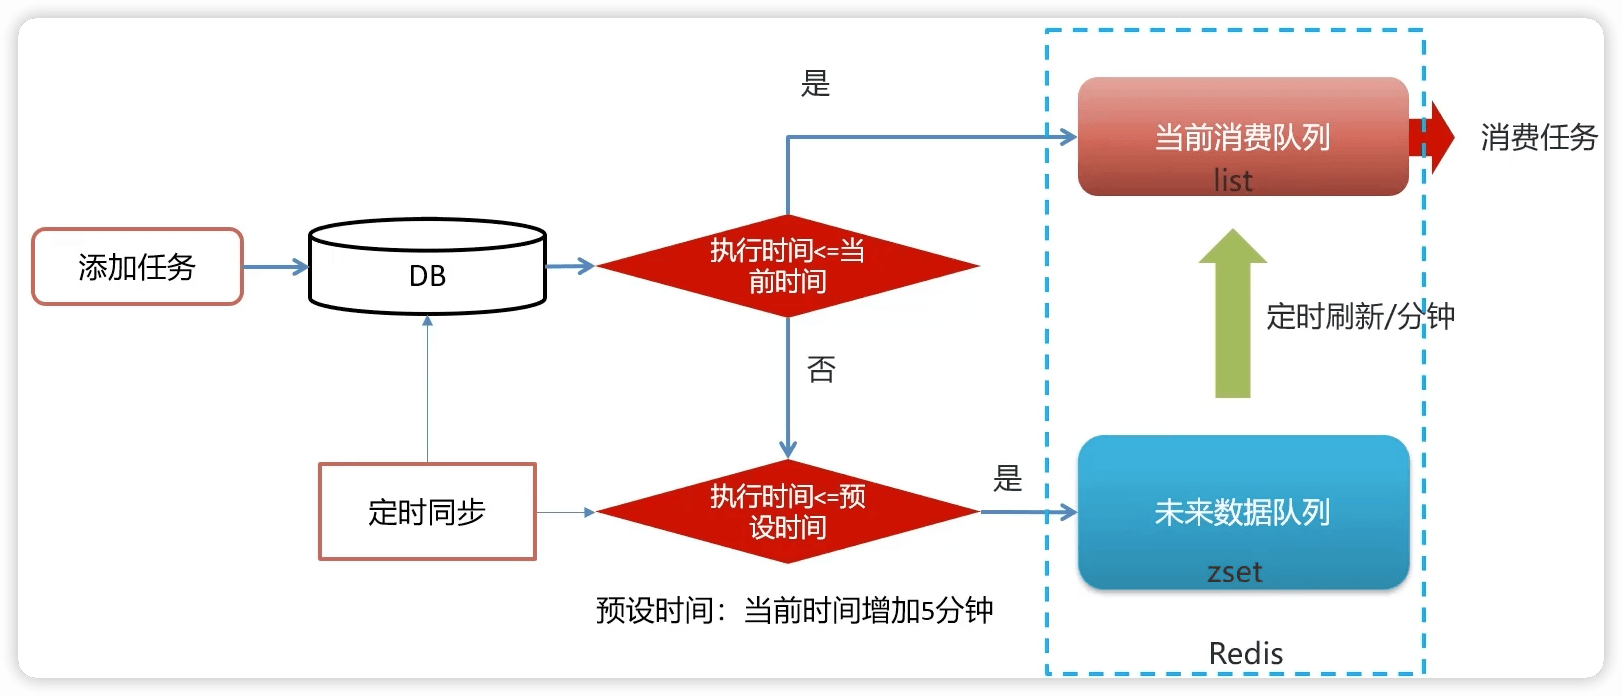 是
当前消费队列
list
消费任务
添加任务
DB
执行时间<=当
前时间
定时刷新/分钟
否
定时同步
执行时间<=预
设时间
是
未来数据队列
zset
预设时间：当前时间增加5分钟
Redis